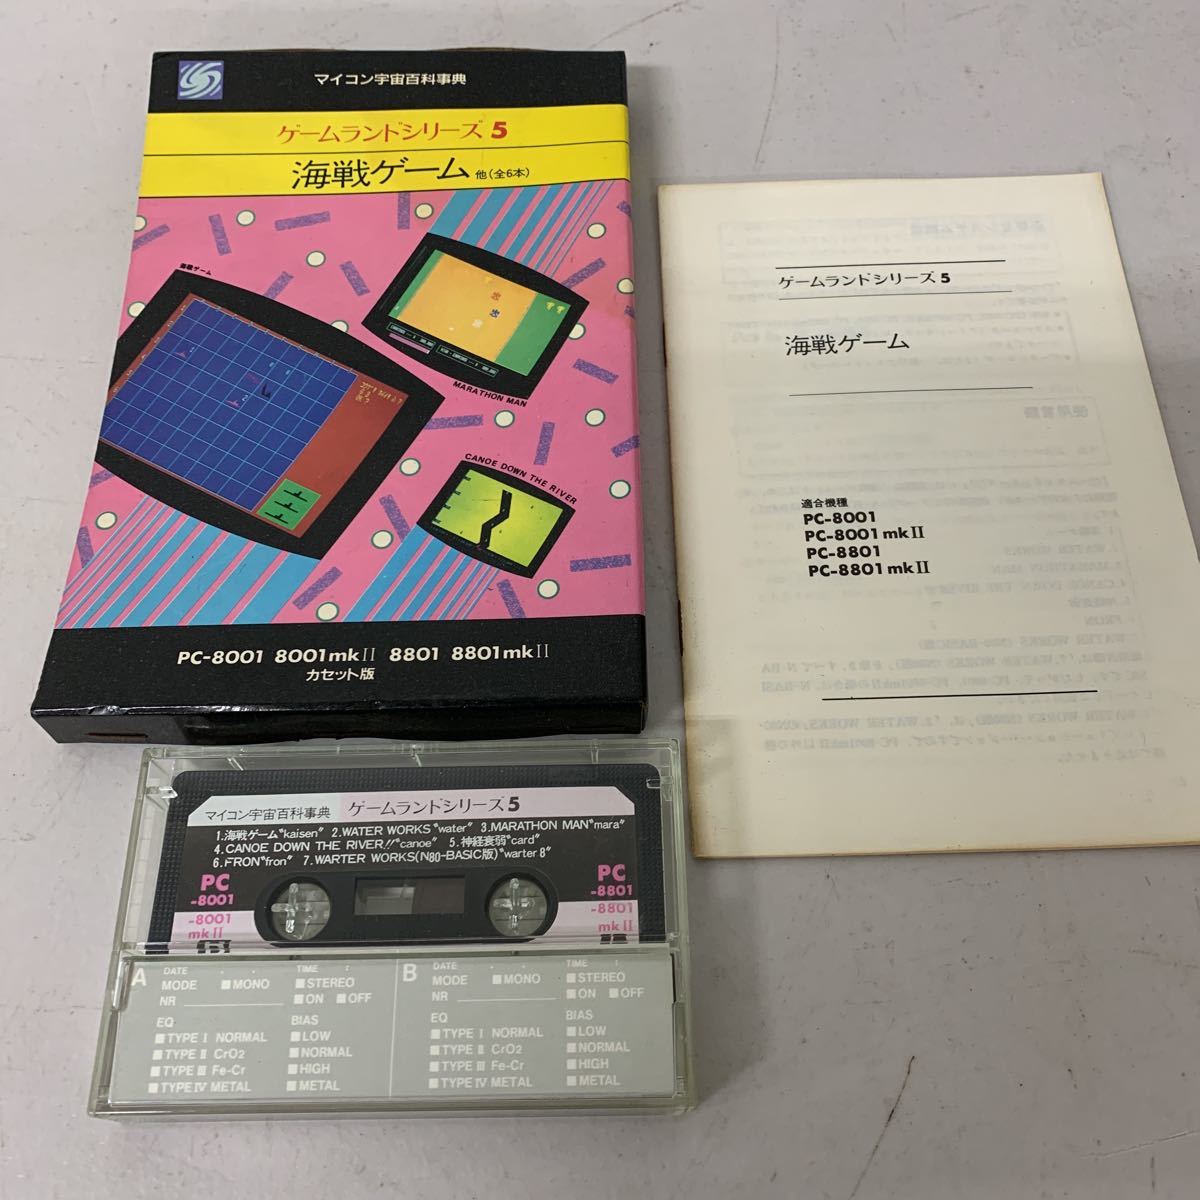 マイコン宇宙百科事典
ゲームランドシリーズ 5
海戦ゲーム 他(全6本)
海戦ゲーム
MARATHON MAN
CANOE DOWN THE RIVER
PC-8001 8001mkII 8801 8801mkII
カセット版
ゲームランドシリーズ 5
海戦ゲーム
適合機種
PC-8001
PC-8001mkII
PC-8801
PC-8801mkII
マイコン宇宙百科事典 ゲームランドシリーズ5
1.海戦ゲーム"kaisen" 2.WATER WORKS"water" 3.MARATHON MAN"mara"
4.CANOE DOWN THE RIVER!!"canoe" 5.神経衰弱"card"
6.FRON"fron" 7.WARTER WORKS(N80-BASIC版)"warter8"
PC
-8001
-8001
mkII
PC
-8801
-8801
mkII
A DATE . . TIME :
MODE ■MONO ■STEREO
NR ■ON ■OFF
EQ BIAS
■TYPE I NORMAL ■LOW
■TYPE II CrO2 ■NORMAL
■TYPE III Fe-Cr ■HIGH
■TYPE IV METAL ■METAL
B DATE . . TIME :
MODE ■MONO ■STEREO
NR ■ON ■OFF
EQ BIAS
■TYPE I NORMAL ■LOW
■TYPE II CrO2 ■NORMAL
■TYPE III Fe-Cr ■HIGH
■TYPE IV METAL ■METAL